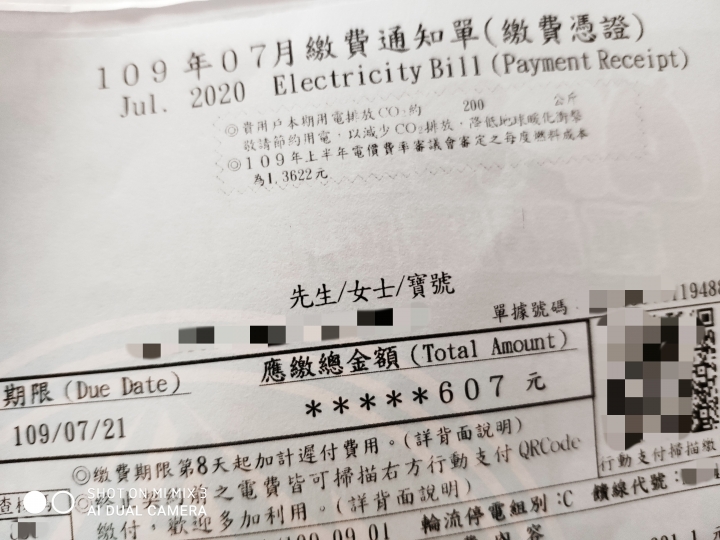 109年07月繳費通知單(繳費憑證)
Jul. 2020 Electricity Bill (Payment Receipt)
◎貴用戶本期用電排放CO2約 200 公斤
敬請節約用電，以減少CO2排放，降低地球暖化衝擊
◎109年上半年電價費率審議會審定之每度燃料成本
為1.3622元
先生/女士/寶號
單據號碼
119488
期限 (Due Date)
應繳總金額 (Total Amount)
109/07/21
*****607 元
◎繳費期限第8天起加計遲付費用。(詳背面說明)
之電費皆可掃描右方行動支付QRCode
繳付，歡迎多加利用。(詳背面說明)
行動支付掃描繳
109.09.01
輪流停電組別:C 饋線代號:
SHOT ON MI MIX 3
AI DUAL CAMERA